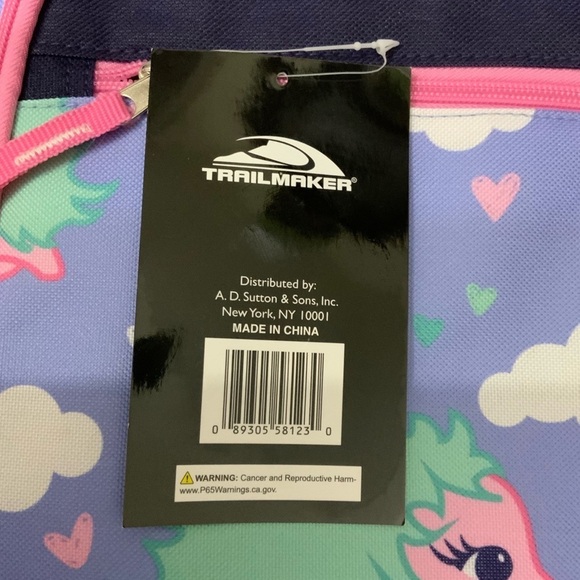 TRAILMAKER®
Distributed by:
A. D. Sutton & Sons, Inc.
New York, NY 10001
MADE IN CHINA
0 89305 58123 0
WARNING: Cancer and Reproductive Harm-
www.P65Warnings.ca.gov.